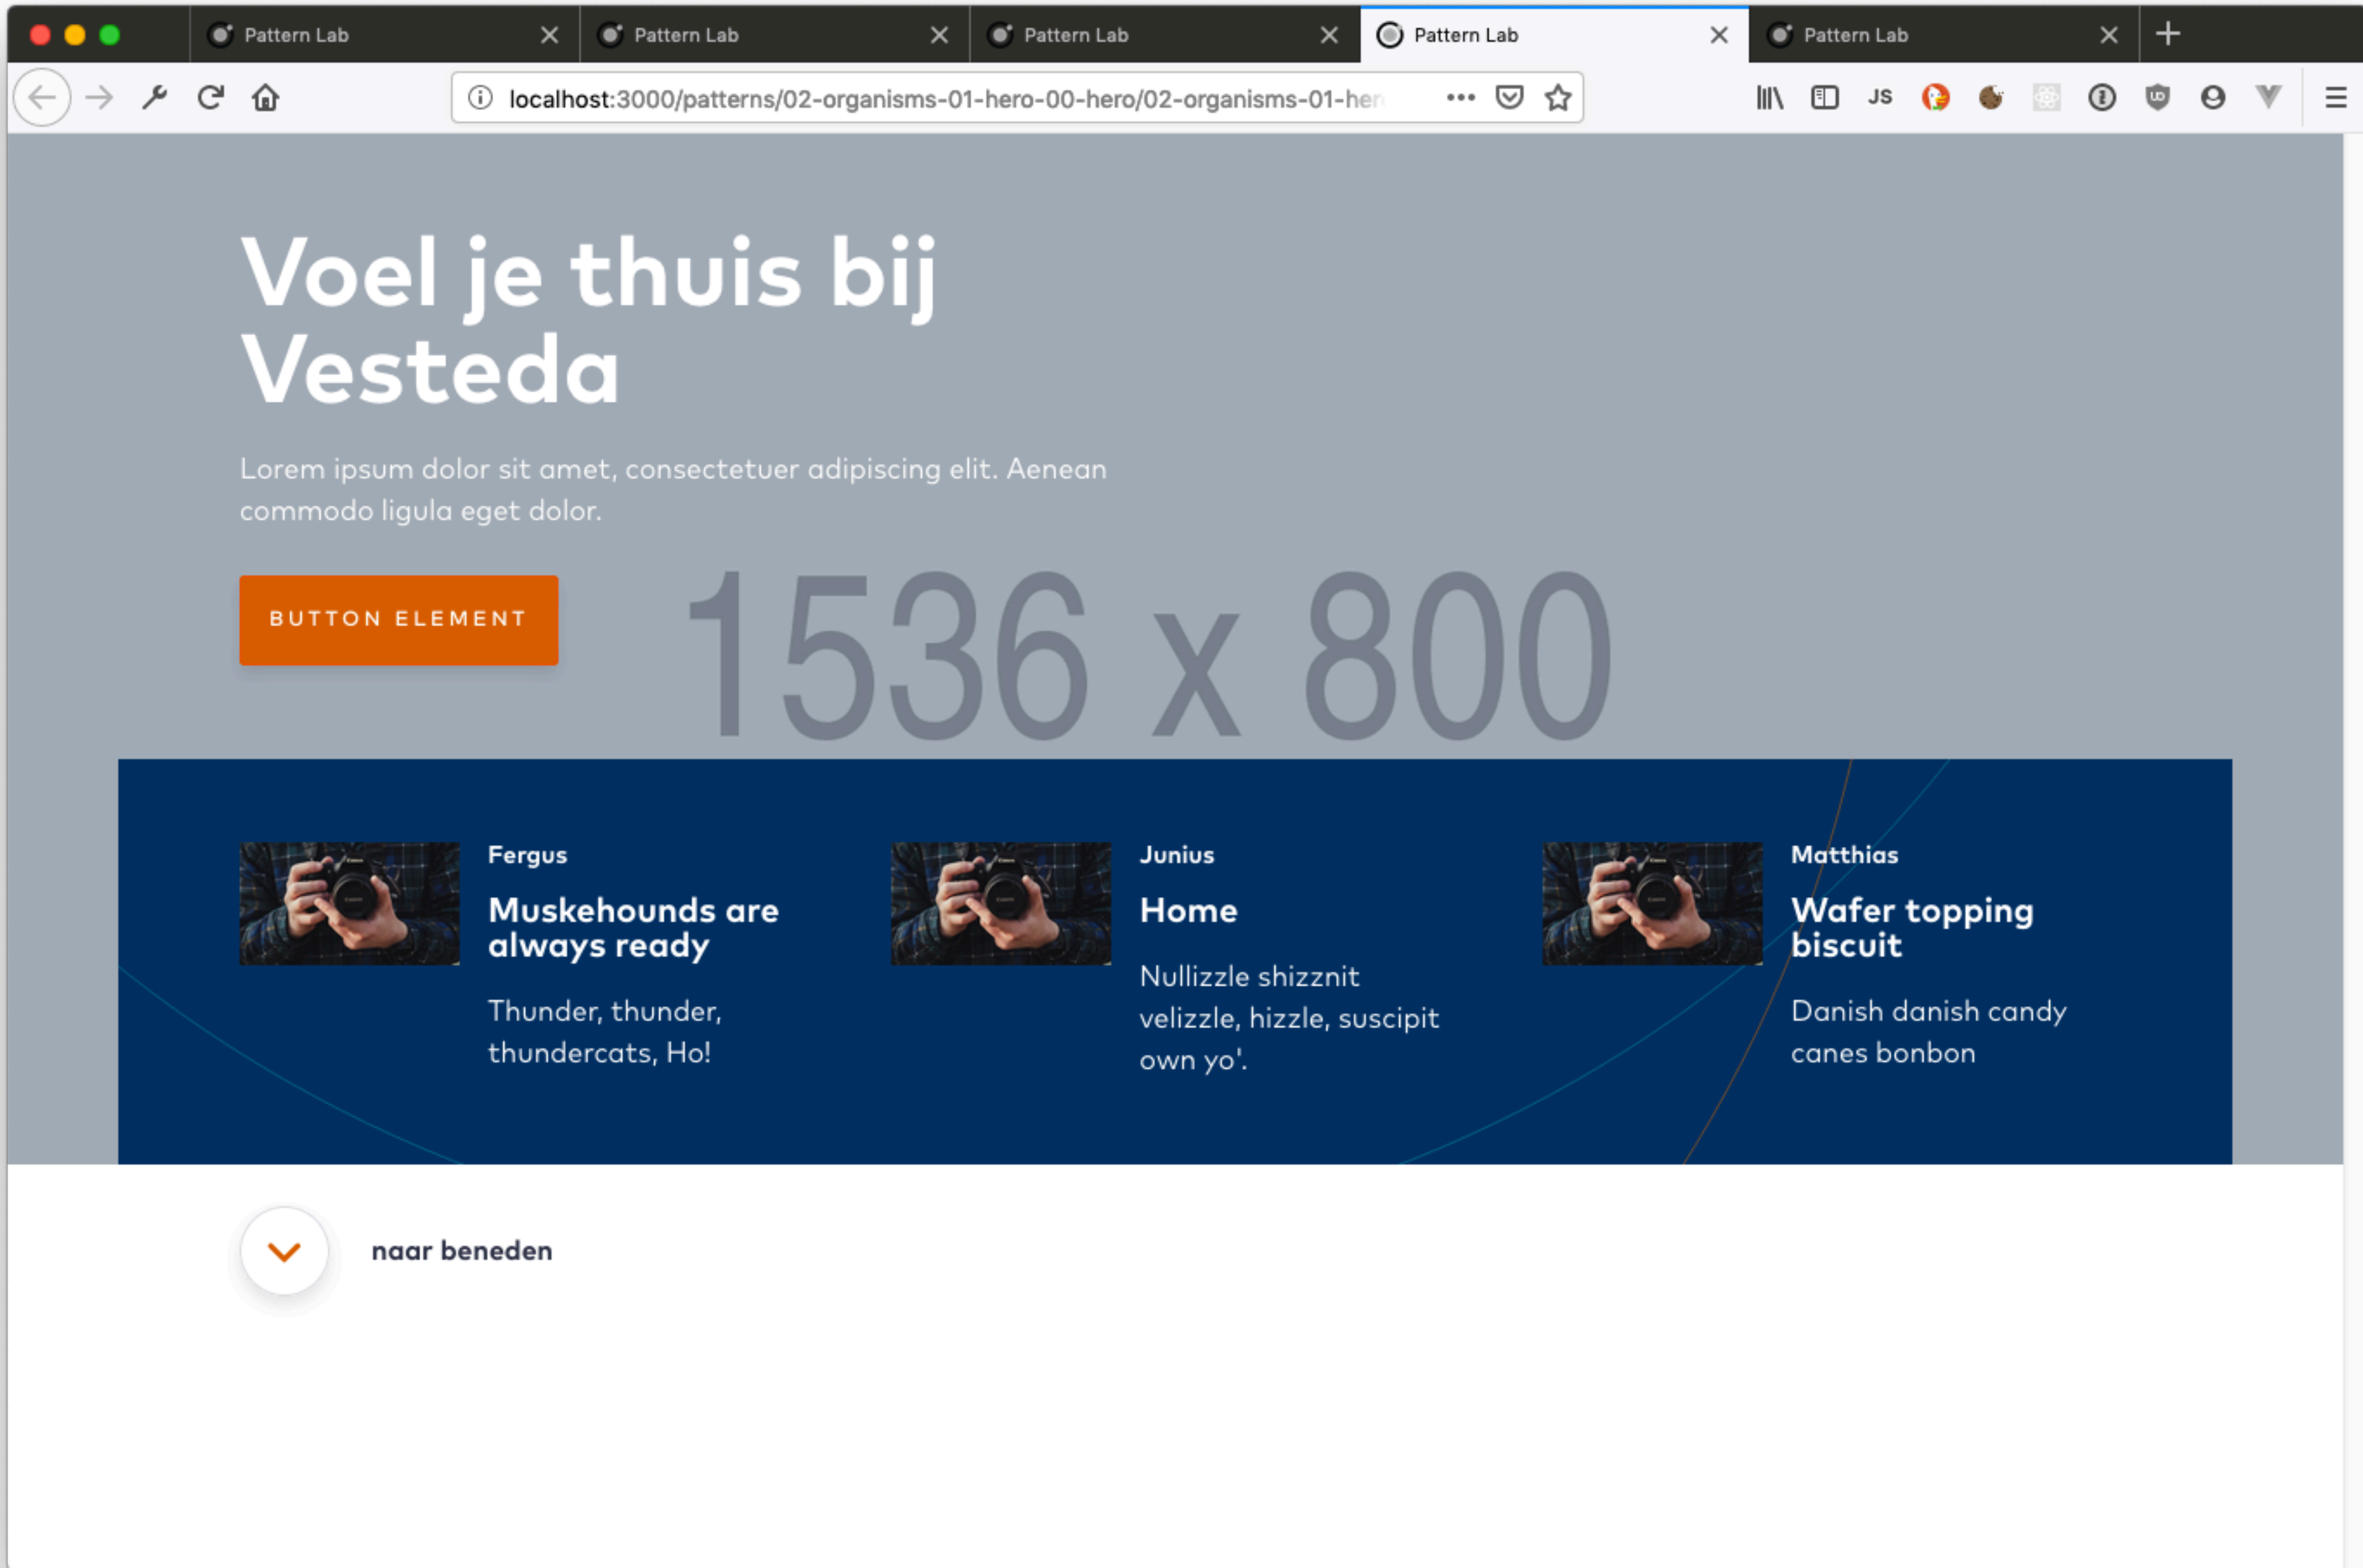 Pattern Lab
Pattern Lab
Pattern Lab
Pattern Lab
Pattern Lab
localhost:3000/patterns/02-organisms-01-hero-00-hero/02-organisms-01-her
JS
Voel je thuis bij
Vesteda
Lorem ipsum dolor sit amet, consectetuer adipiscing elit. Aenean
commodo ligula eget dolor.
BUTTON ELEMENT
1536 x 800
Fergus
Muskehounds are
always ready
Thunder, thunder,
thundercats, Ho!
Junius
Home
Nullizzle shizznit
velizzle, hizzle, suscipit
own yo'.
Matthias
Wafer topping
biscuit
Danish danish candy
canes bonbon
naar beneden